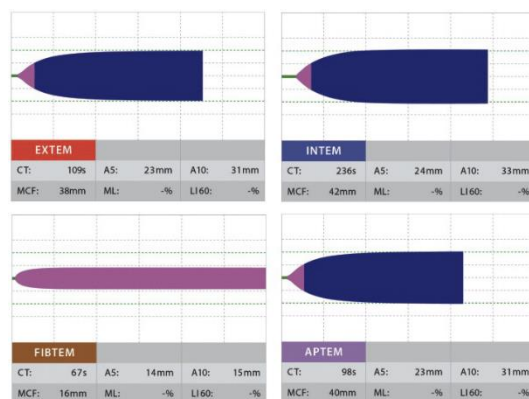 EXTEM
CT: 109s A5: 23mm A10: 31mm
MCF: 38mm ML: -% LI60: -%
INTEM
CT: 236s A5: 24mm A10: 33mm
MCF: 42mm ML: -% LI60: -%
FIBTEM
CT: 67s A5: 14mm A10: 15mm
MCF: 16mm ML: -% LI60: -%
APTEM
CT: 98s A5: 23mm A10: 31mm
MCF: 40mm ML: -% LI60: -%